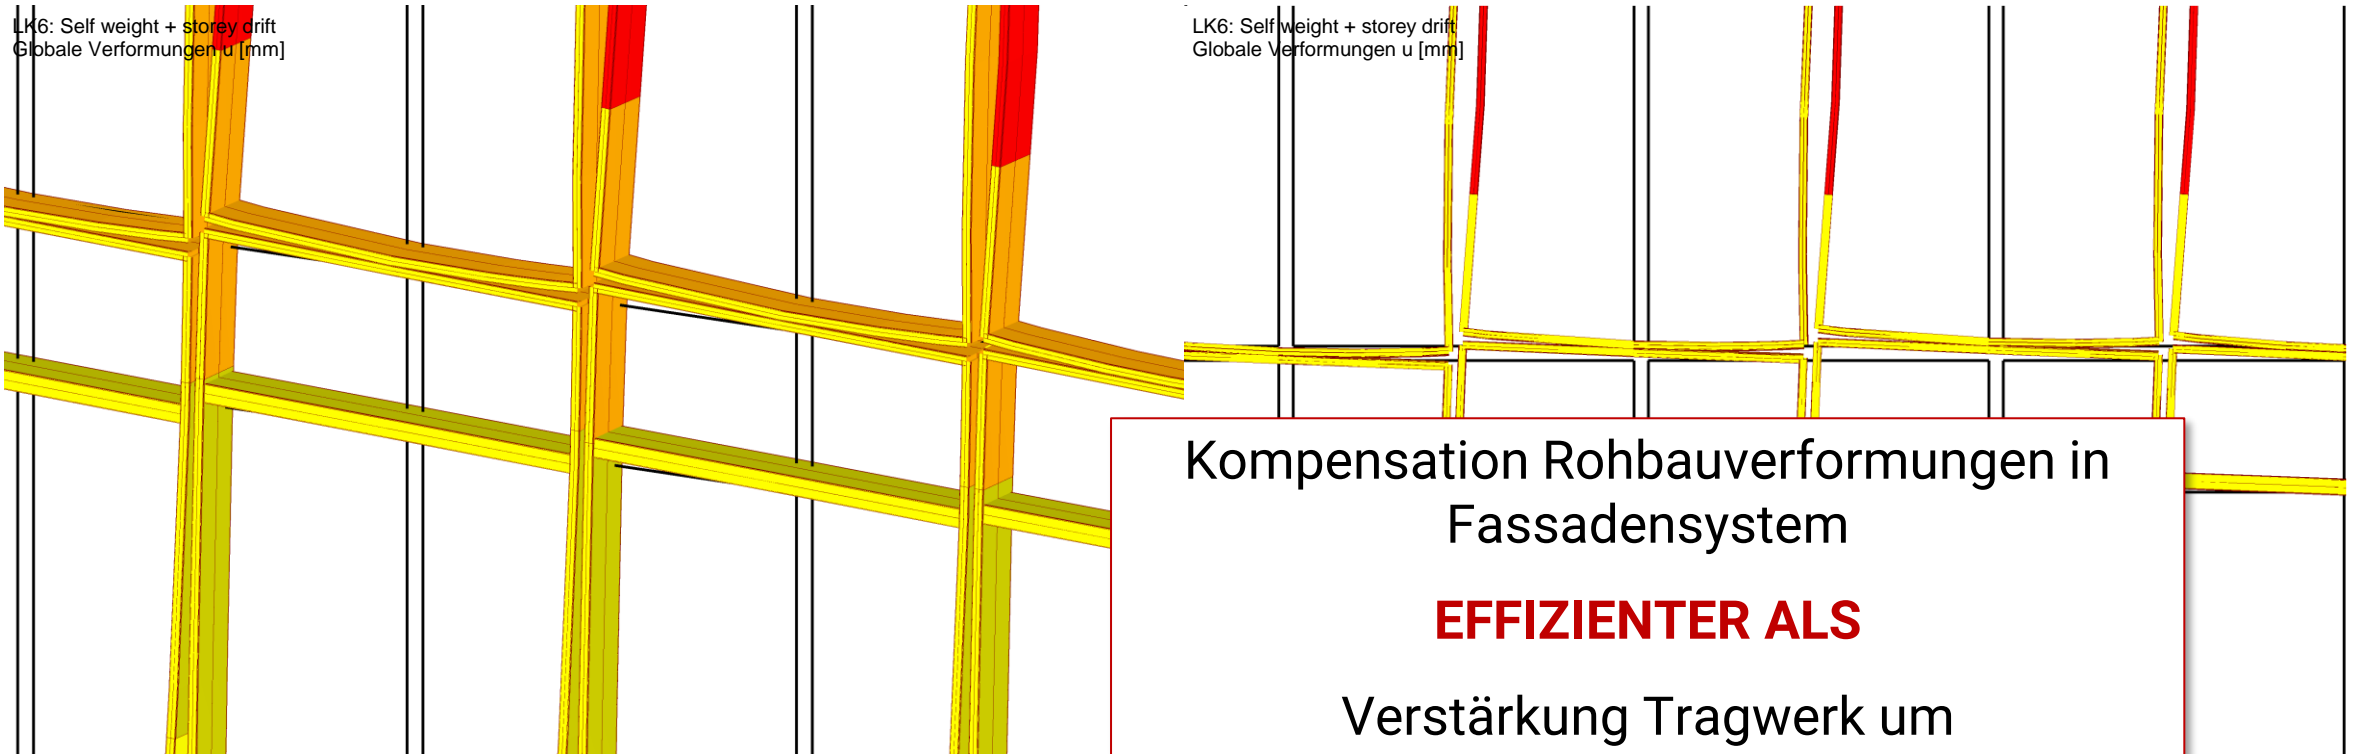 LK6: Self weight + storey drift
Globale Verformungen u [mm]
LK6: Self weight + storey drift
Globale Verformungen u [mm]
Kompensation Rohbauverformungen in
Fassadensystem
EFFIZIENTER ALS
Verstärkung Tragwerk um